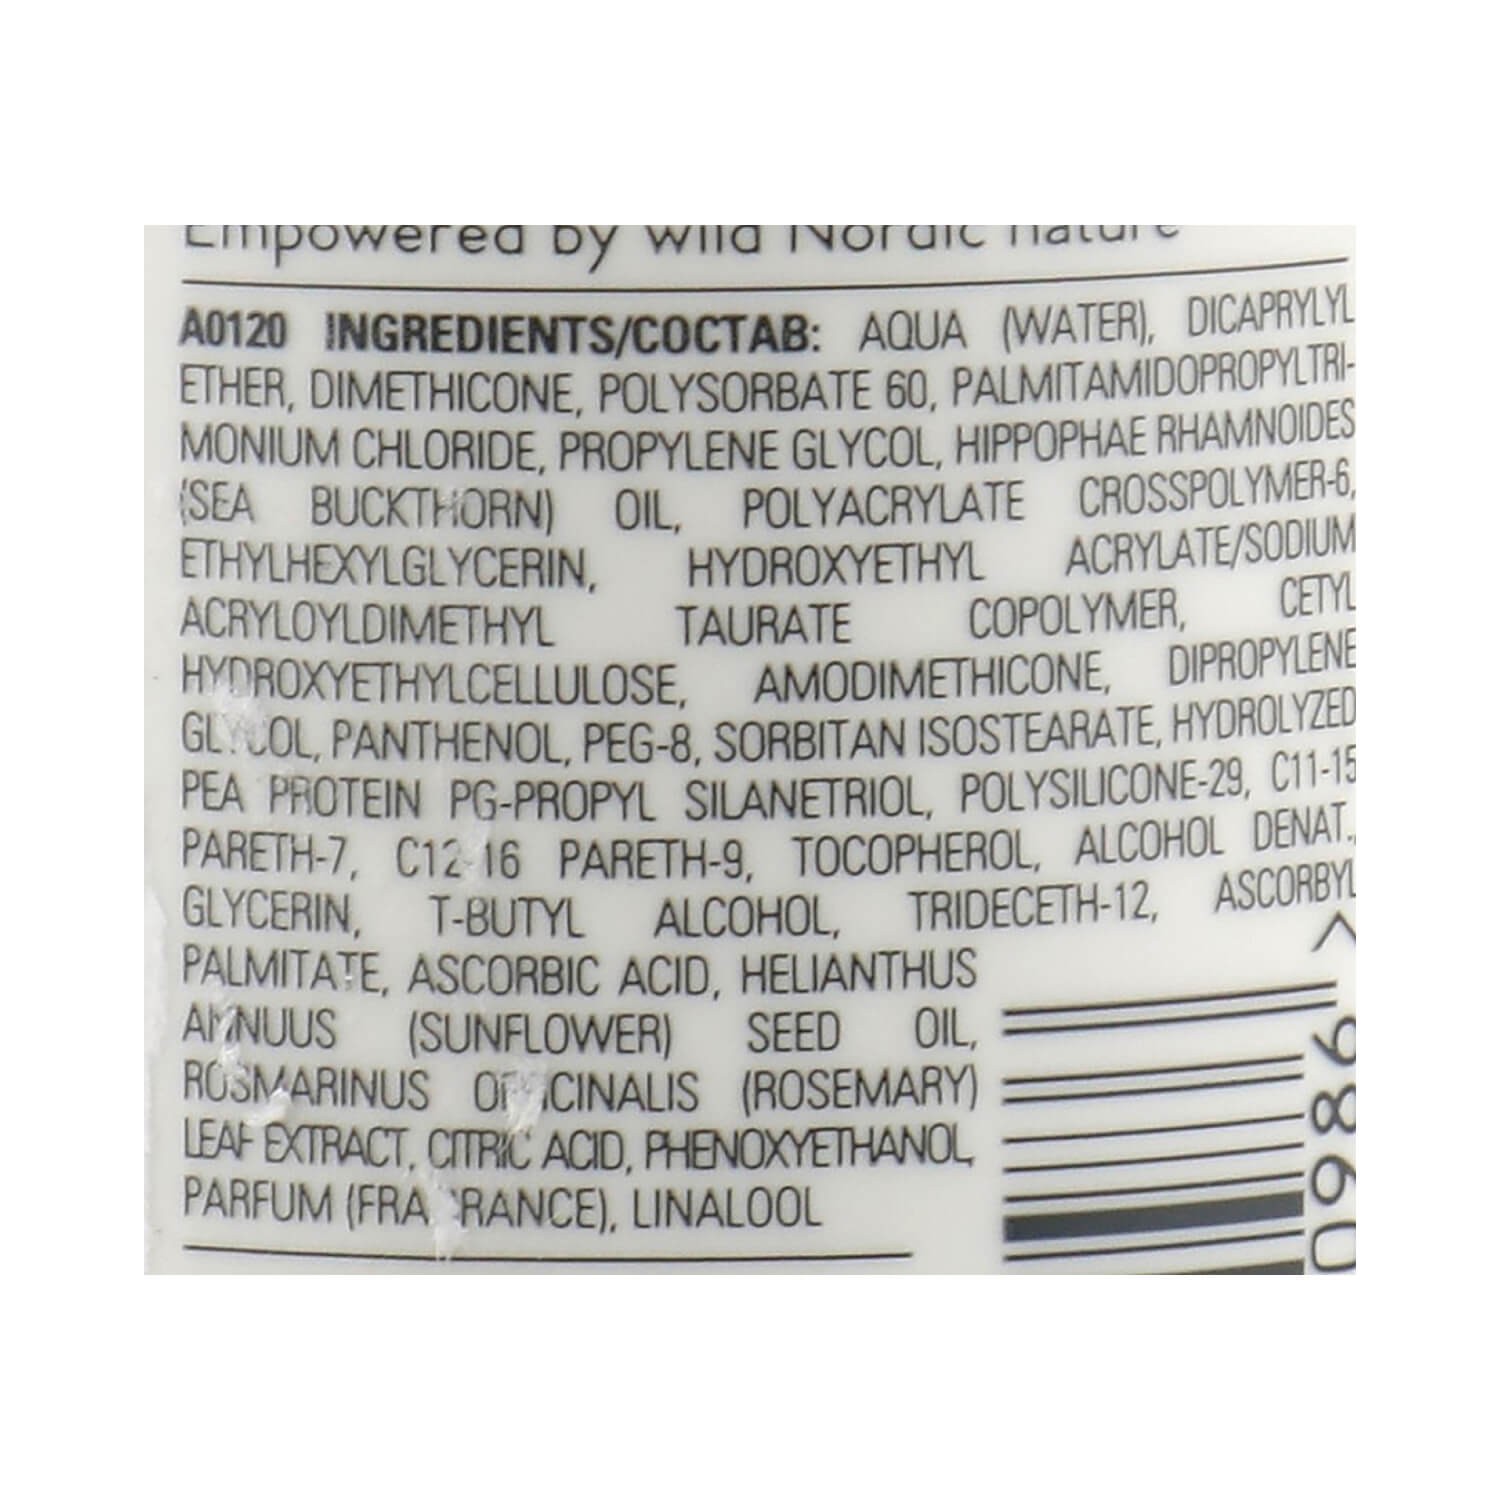 Empowered by wild Nordic nature
A0120 INGREDIENTS/СОСТАВ: AQUA (WATER), DICAPRYLYL
ETHER, DIMETHICONE, POLYSORBATE 60, PALMITAMIDOPROPYLTRI-
MONIUM CHLORIDE, PROPYLENE GLYCOL, HIPPOPHAE RHAMNOIDES
(SEA BUCKTHORN) OIL, POLYACRYLATE CROSSPOLYMER-6,
ETHYLHEXYLGLYCERIN, HYDROXYETHYL ACRYLATE/SODIUM
ACRYLOYLDIMETHYL TAURATE COPOLYMER, CETYL
HYDROXYETHYLCELLULOSE, AMODIMETHICONE, DIPROPYLENE
GLYCOL, PANTHENOL, PEG-8, SORBITAN ISOSTEARATE, HYDROLYZED
PEA PROTEIN PG-PROPYL SILANETRIOL, POLYSILICONE-29, C11-15
PARETH-7, C12-16 PARETH-9, TOCOPHEROL, ALCOHOL DENAT.,
GLYCERIN, T-BUTYL ALCOHOL, TRIDECETH-12, ASCORBYL
PALMITATE, ASCORBIC ACID, HELIANTHUS
ANNUUS (SUNFLOWER) SEED OIL,
ROSMARINUS OFFICINALIS (ROSEMARY)
LEAF EXTRACT, CITRIC ACID, PHENOXYETHANOL,
PARFUM (FRAGRANCE), LINALOOL
0986 >